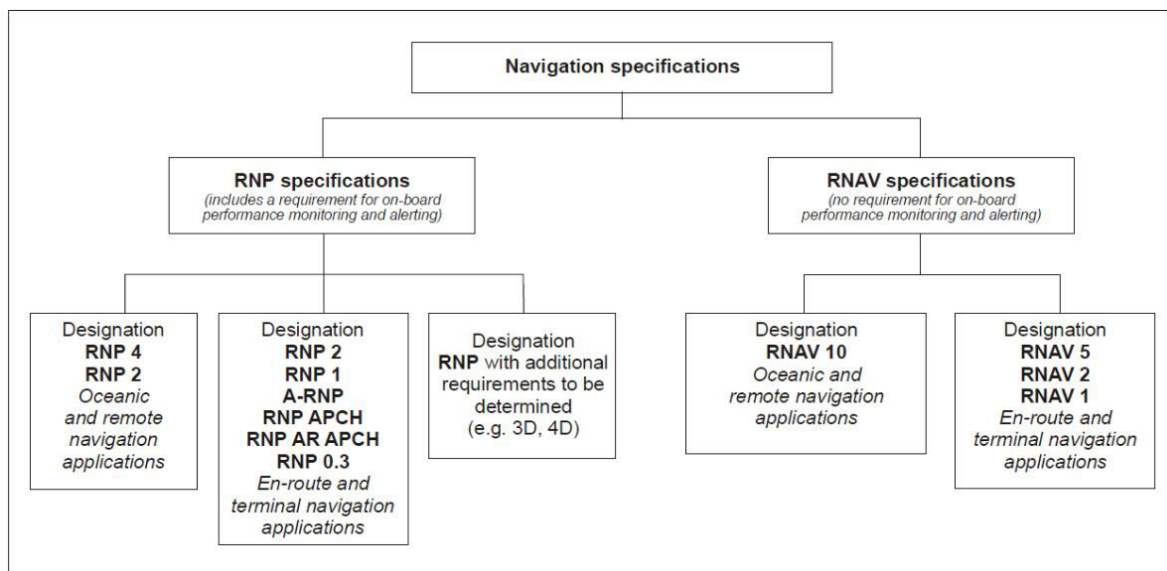 Navigation specifications
RNP specifications
(includes a requirement for on-board
performance monitoring and alerting)
RNAV specifications
(no requirement for on-board
performance monitoring and alerting)
Designation
RNP 4
RNP 2
Oceanic
and remote
navigation
applications
Designation
RNP 2
RNP 1
A-RNP
RNP APCH
RNP AR APCH
RNP 0.3
En-route and
terminal navigation
applications
Designation
RNP with additional
requirements to be
determined
(e.g. 3D, 4D)
Designation
RNAV 10
Oceanic and
remote navigation
applications
Designation
RNAV 5
RNAV 2
RNAV 1
En-route and
terminal navigation
applications